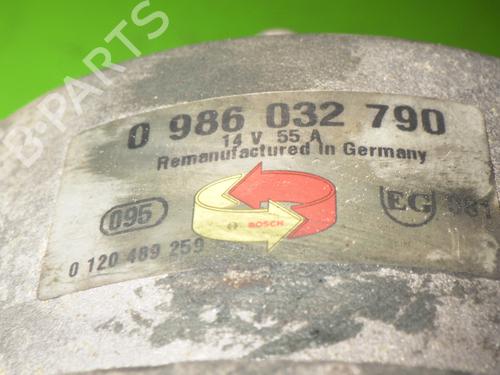 B-PARTS
0 986 032 790
14 V 55 A
Remanufactured in Germany
095
BOSCH
EG
0 120 489 259